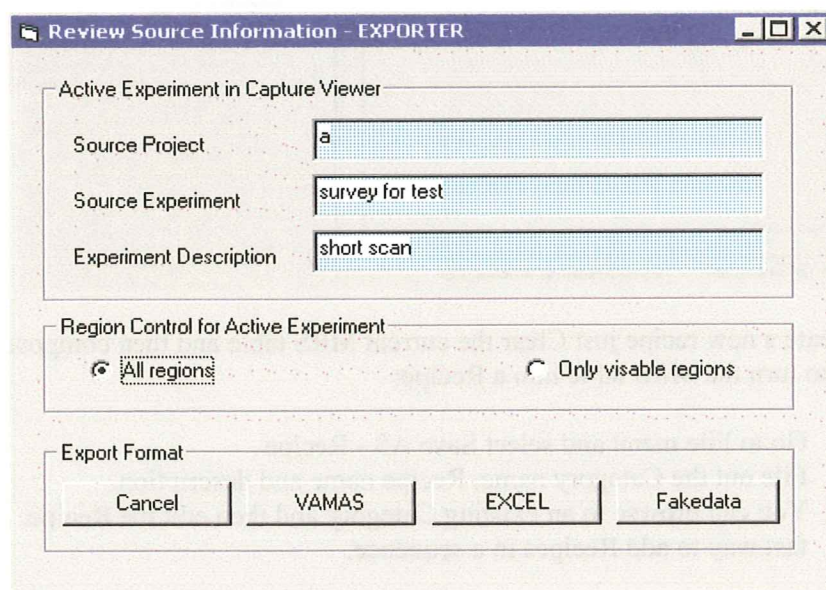 Review Source Information - EXPORTER
Active Experiment in Capture Viewer
Source Project a
Source Experiment survey for test
Experiment Description short scan
Region Control for Active Experiment
All regions Only visable regions
Export Format
Cancel VAMAS EXCEL Fakedata